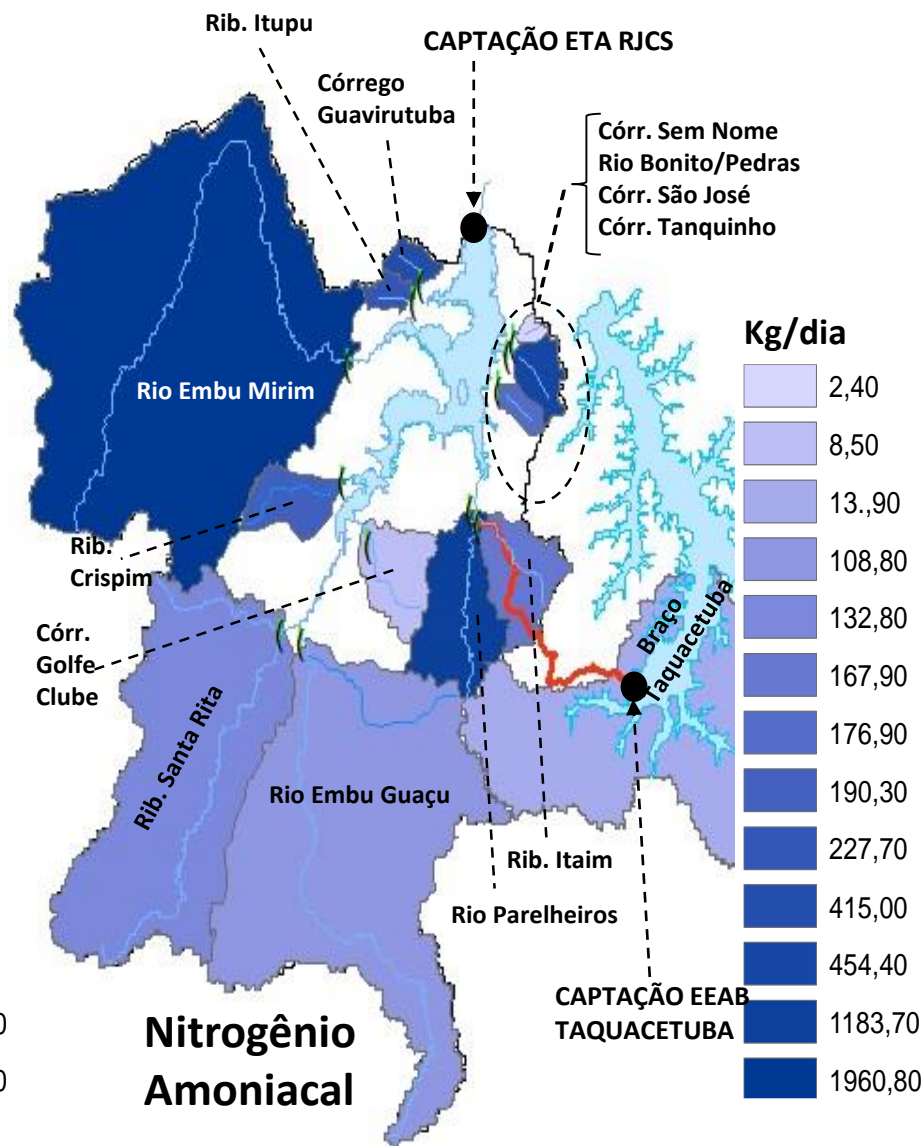 Rib. Itupu
CAPTAÇÃO ETA RJCS
Córrego
Guavirutuba
Córr. Sem Nome
Rio Bonito/Pedras
Córr. São José
Córr. Tanquinho
Kg/dia
2,40
8,50
13.,90
108,80
132,80
167,90
176,90
190,30
227,70
415,00
454,40
1183,70
1960,80
Rio Embu Mirim
Rib.
Crispim
Córr.
Golfe
Clube
Braço
Taquacetuba
Rib. Santa Rita
Rio Embu Guaçu
Rib. Itaim
Rio Parelheiros
CAPTAÇÃO EEAB
TAQUACETUBA
Nitrogênio
Amoniacal
0
0